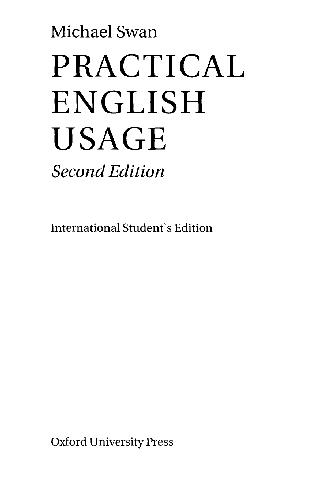 Michael Swan
PRACTICAL
ENGLISH
USAGE
Second Edition
International Student`s Edition
Oxford University Press